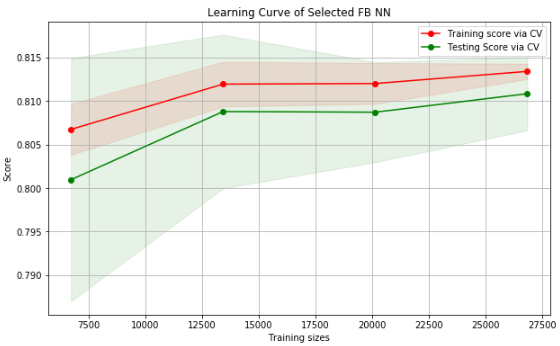 Learning Curve of Selected FB NN
Training score via CV
Testing Score via CV
0.815
0.810
0.805
0.800
0.795
0.790
Score
7500 10000 12500 15000 17500 20000 22500 25000 27500
Training sizes